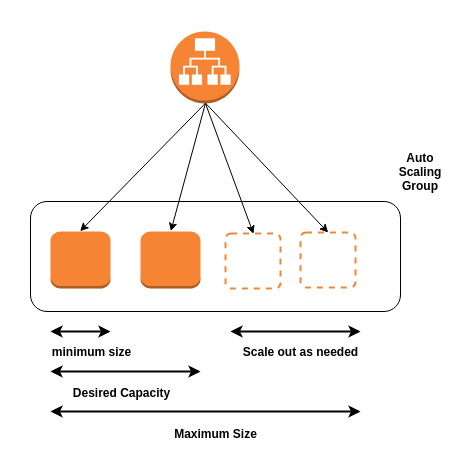 Auto
Scaling
Group
minimum size
Scale out as needed
Desired Capacity
Maximum Size